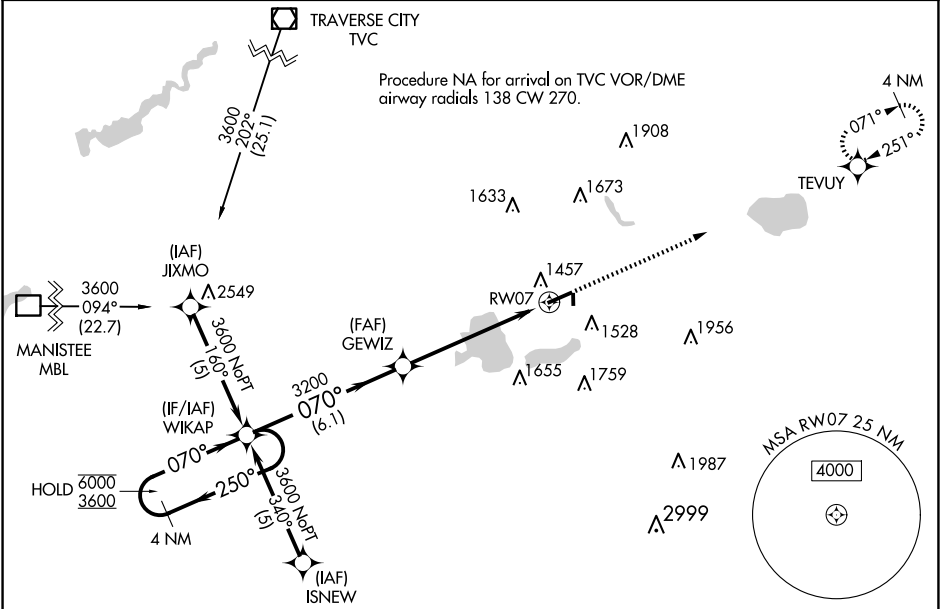 TRAVERSE CITY
TVC
Procedure NA for arrival on TVC VOR/DME
airway radials 138 CW 270.
4 NM
071°
251°
TEVUY
3600
202°
(25.1)
1908
1633
1673
(IAF)
JIXMO
2549
3600
094°
(22.7)
MANISTEE
MBL
1457
RW07
(FAF)
GEWIZ
1528
1956
3600 NoPT
160°
(5)
1655
1759
3200
070°
(6.1)
(IF/IAF)
WIKAP
070°
250°
HOLD
6000
3600
4 NM
3600 NoPT
340°
(5)
(IAF)
ISNEW
1987
2999
MSA RW07 25 NM
4000